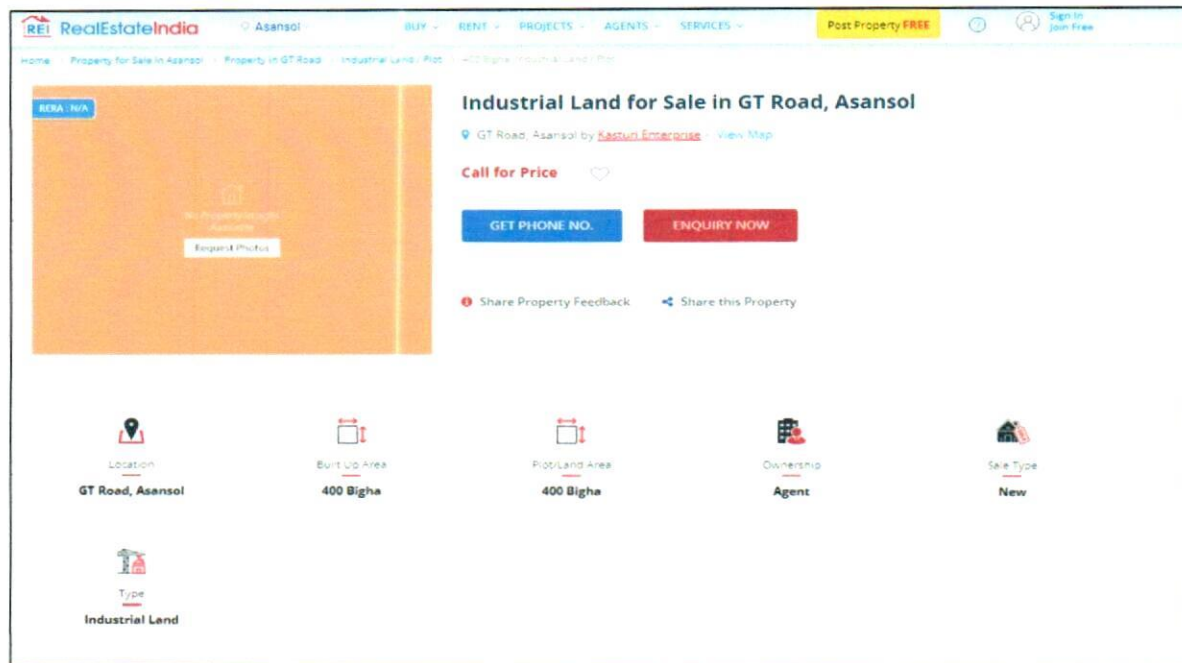 REI RealEstateIndia Asansol BUY RENT PROJECTS AGENTS SERVICES Post Property FREE Sign In
Join Free
Home Property for Sale in Asansol Property in GT Road Industrial Land / Plot
RERA : N/A
Request Photos
Industrial Land for Sale in GT Road, Asansol
GT Road, Asansol by Kasturi Enterprise View Map
Call for Price
GET PHONE NO. ENQUIRY NOW
Share Property Feedback Share this Property
Location Built Up Area Plot/Land Area Ownership Sale Type
GT Road, Asansol 400 Bigha 400 Bigha Agent New
Type
Industrial Land